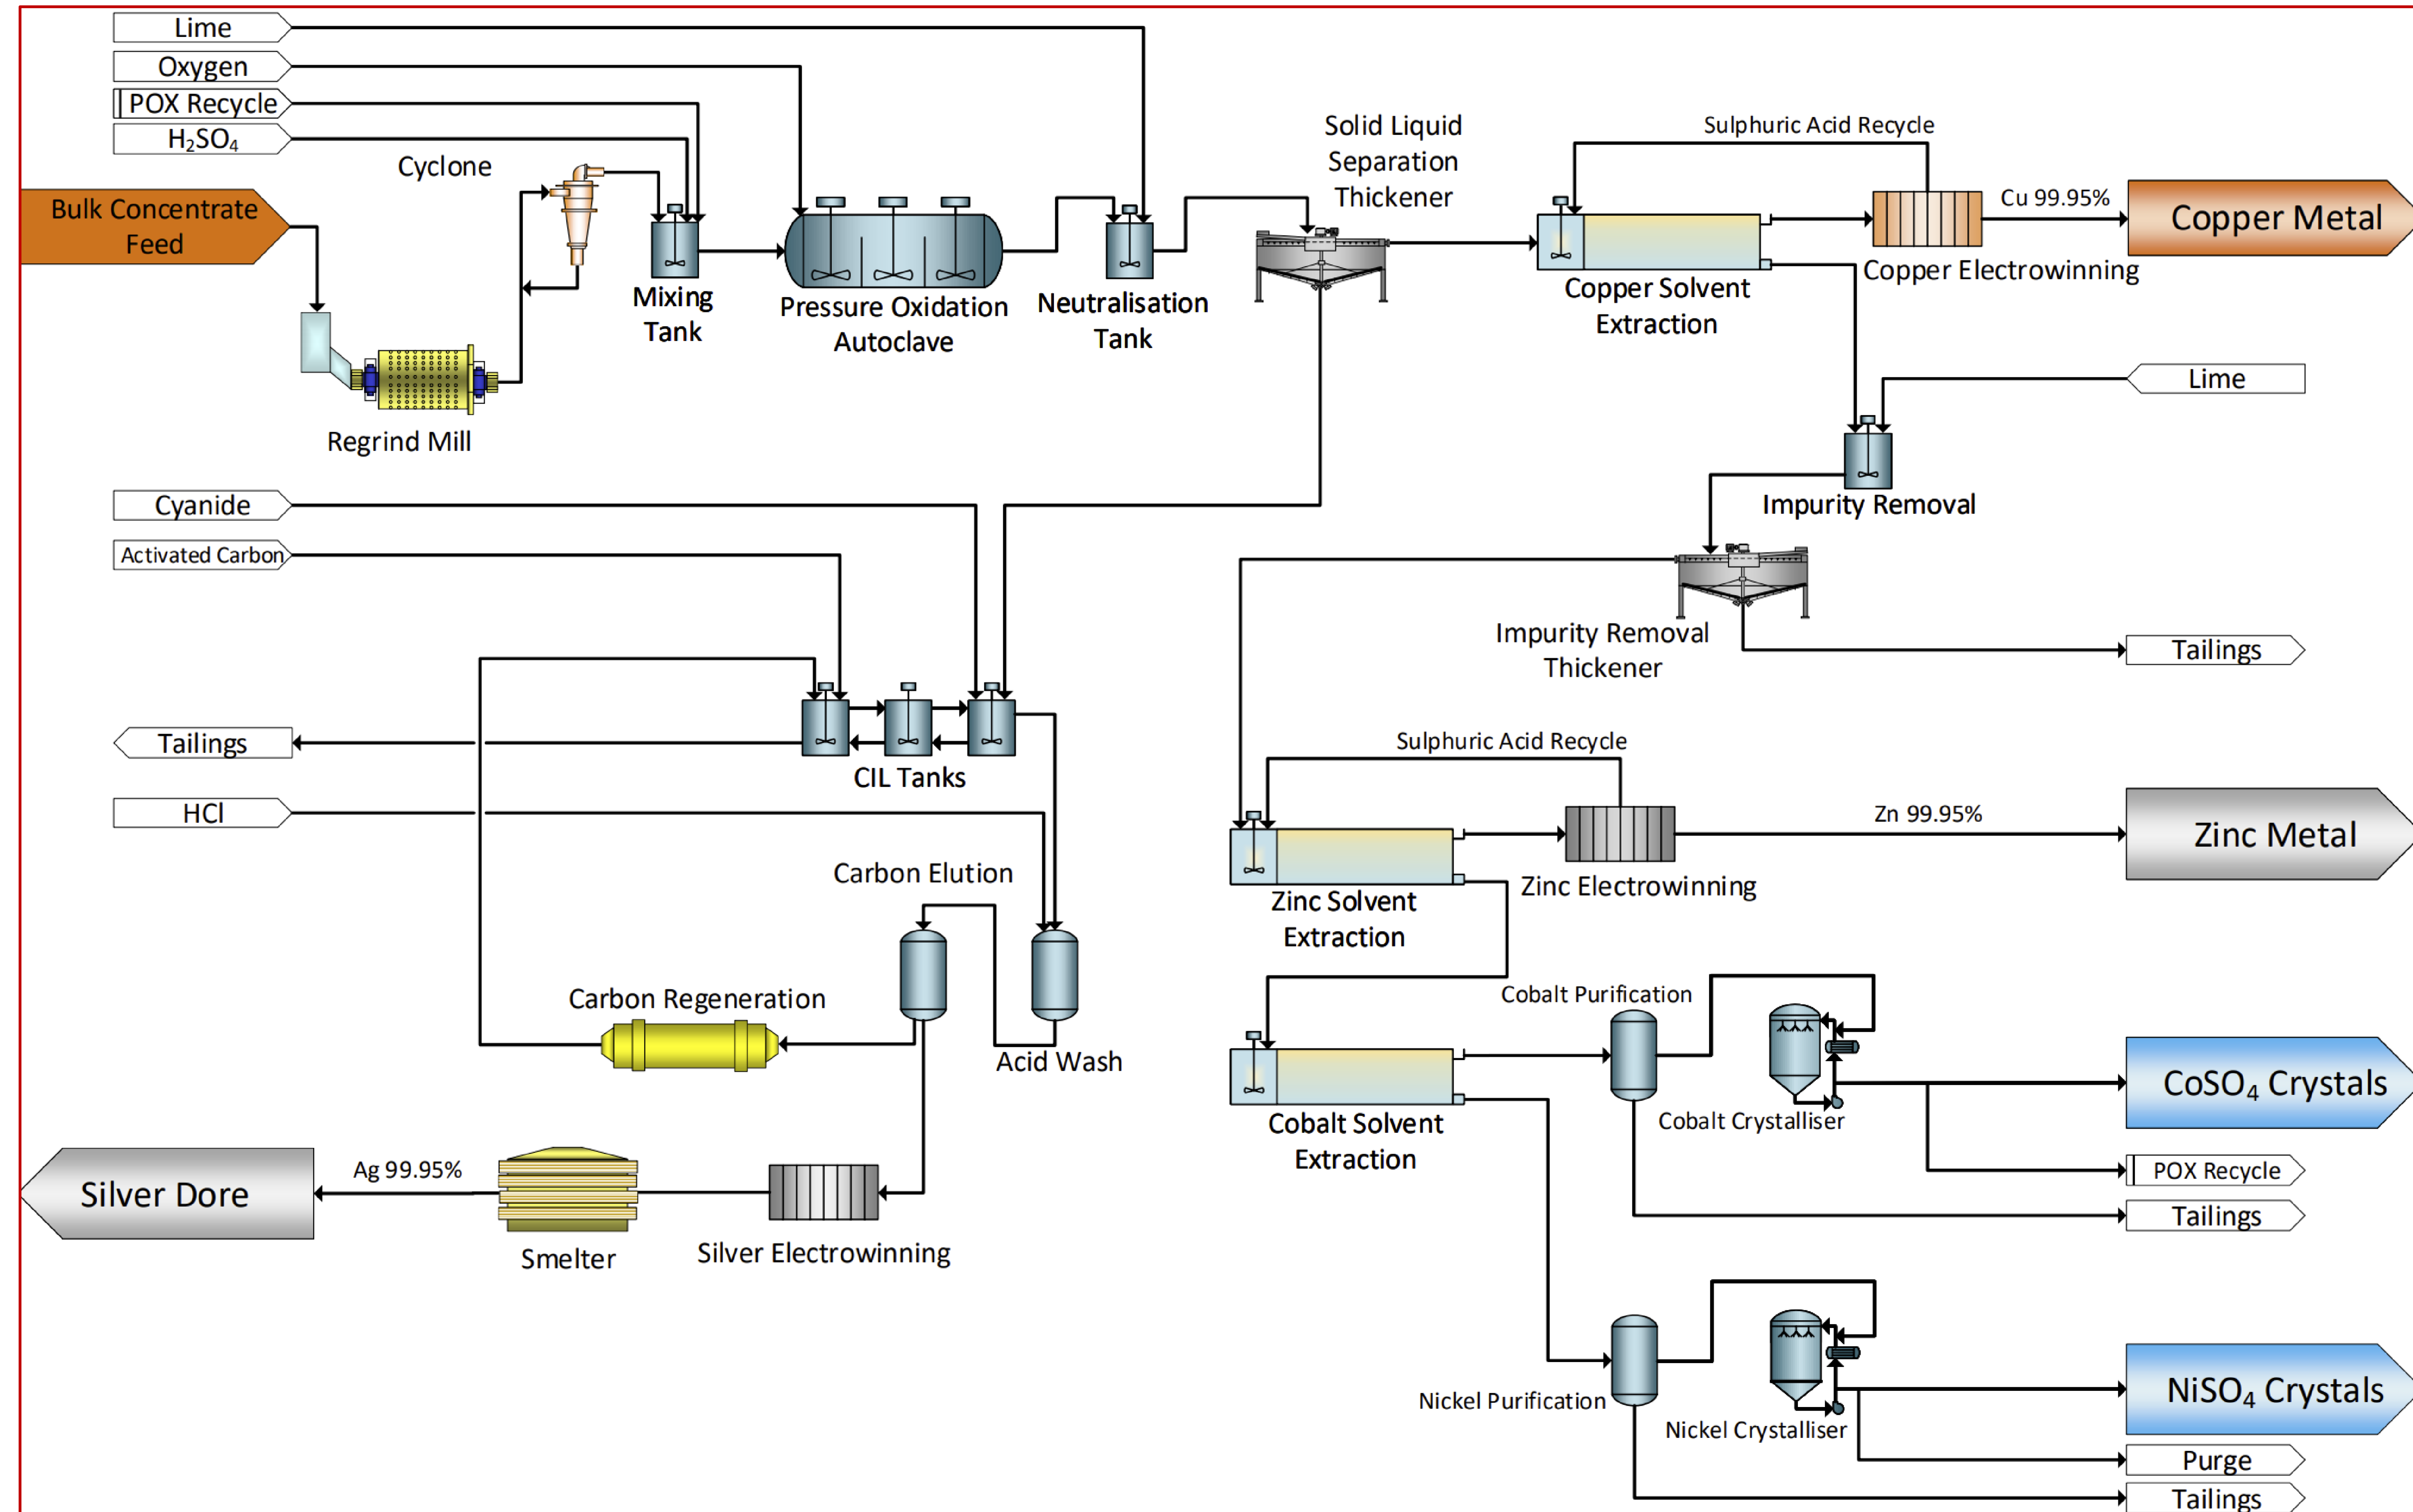 Lime
Oxygen
POX Recycle
H₂SO₄
Cyclone
Bulk Concentrate
Feed
Regrind Mill
Mixing
Tank
Pressure Oxidation
Autoclave
Neutralisation
Tank
Solid Liquid
Separation
Thickener
Sulphuric Acid Recycle
Copper Solvent
Extraction
Copper Electrowinning
Cu 99.95%
Copper Metal
Lime
Impurity Removal
Impurity Removal
Thickener
Tailings
Cyanide
Activated Carbon
Tailings
CIL Tanks
HCl
Carbon Elution
Carbon Regeneration
Acid Wash
Silver Dore
Ag 99.95%
Smelter
Silver Electrowinning
Sulphuric Acid Recycle
Zinc Solvent
Extraction
Zinc Electrowinning
Zn 99.95%
Zinc Metal
Cobalt Solvent
Extraction
Cobalt Purification
Cobalt Crystalliser
CoSO₄ Crystals
POX Recycle
Tailings
Nickel Purification
Nickel Crystalliser
NiSO₄ Crystals
Purge
Tailings